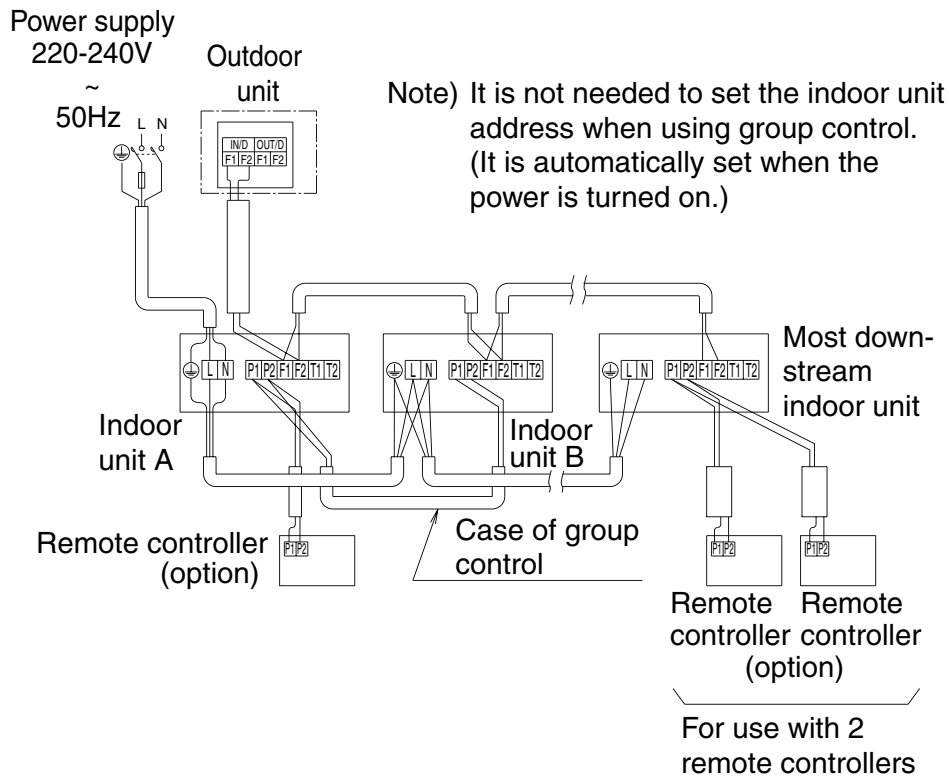 Power supply
220-240V
~
50Hz
L N
Outdoor
unit
IN/D OUT/D
F1 F2 F1 F2
Note) It is not needed to set the indoor unit
address when using group control.
(It is automatically set when the
power is turned on.)
L N
P1 P2 F1 F2 T1 T2
L N
P1 P2 F1 F2 T1 T2
L N
P1 P2 F1 F2 T1 T2
Most down-
stream
indoor unit
Indoor
unit A
Indoor
unit B
Remote controller
(option)
P1 P2
Case of group
control
P1 P2
P1 P2
Remote Remote
controller controller
(option)
For use with 2
remote controllers